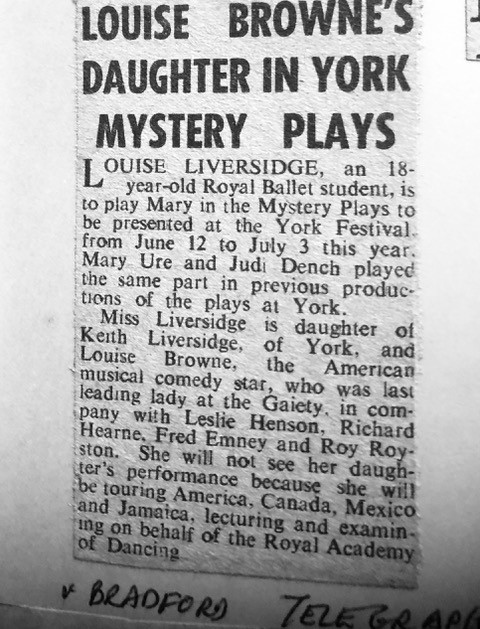 LOUISE BROWNE'S
DAUGHTER IN YORK
MYSTERY PLAYS
LOUISE LIVERSIDGE, an 18-
year-old Royal Ballet student, is
to play Mary in the Mystery Plays to
be presented at the York Festival.
from June 12 to July 3 this year.
Mary Ure and Judi Dench played
the same part in previous produc-
tions of the plays at York.
Miss Liversidge is daughter of
Keith Liversidge, of York, and
Louise Browne, the American
musical comedy star, who was last
leading lady at the Gaiety, in com-
pany with Leslie Henson, Richard
Hearne, Fred Emney and Roy Roy-
ston. She will not see her daugh-
ter's performance because she will
be touring America, Canada, Mexico
and Jamaica, lecturing and examin-
ing on behalf of the Royal Academy
of Dancing
BRADFORD TELEGRAPH